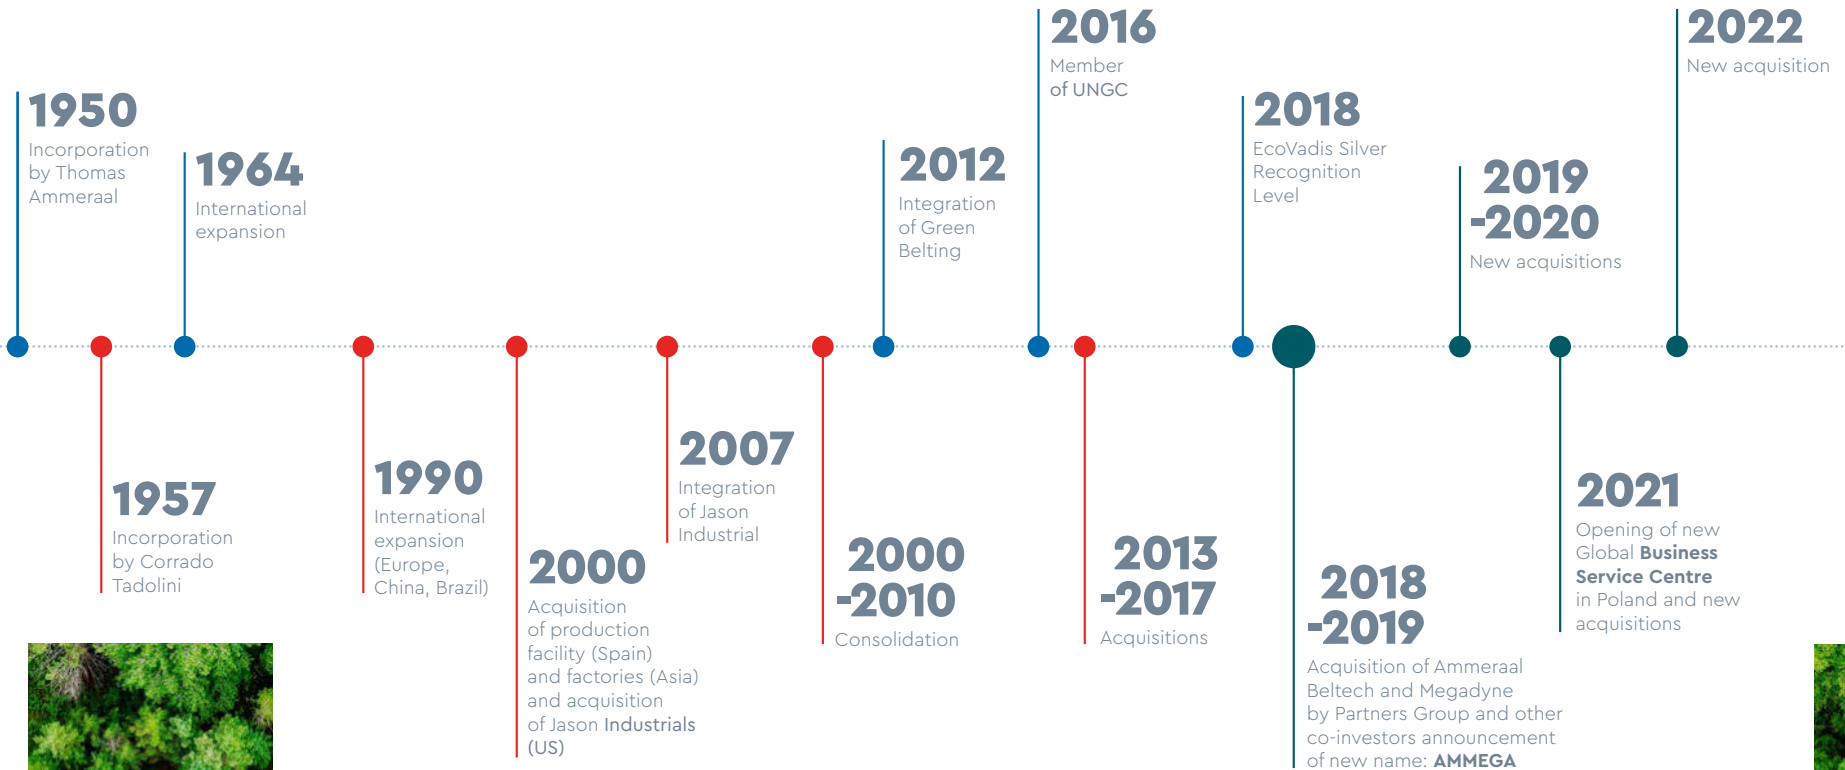 1950
Incorporation
by Thomas
Ammeraal
1957
Incorporation
by Corrado
Tadolini
1964
International
expansion
1990
International
expansion
(Europe,
China, Brazil)
2000
Acquisition
of production
facility (Spain)
and factories (Asia)
and acquisition
of Jason Industrials
(US)
2007
Integration
of Jason
Industrial
2000
-2010
Consolidation
2012
Integration
of Green
Belting
2016
Member
of UNGC
2013
-2017
Acquisitions
2018
EcoVadis Silver
Recognition
Level
2018
-2019
Acquisition of Ammeraal
Beltech and Megadyne
by Partners Group and other
co-investors announcement
of new name: AMMEGA
2019
-2020
New acquisitions
2021
Opening of new
Global Business
Service Centre
in Poland and new
acquisitions
2022
New acquisition